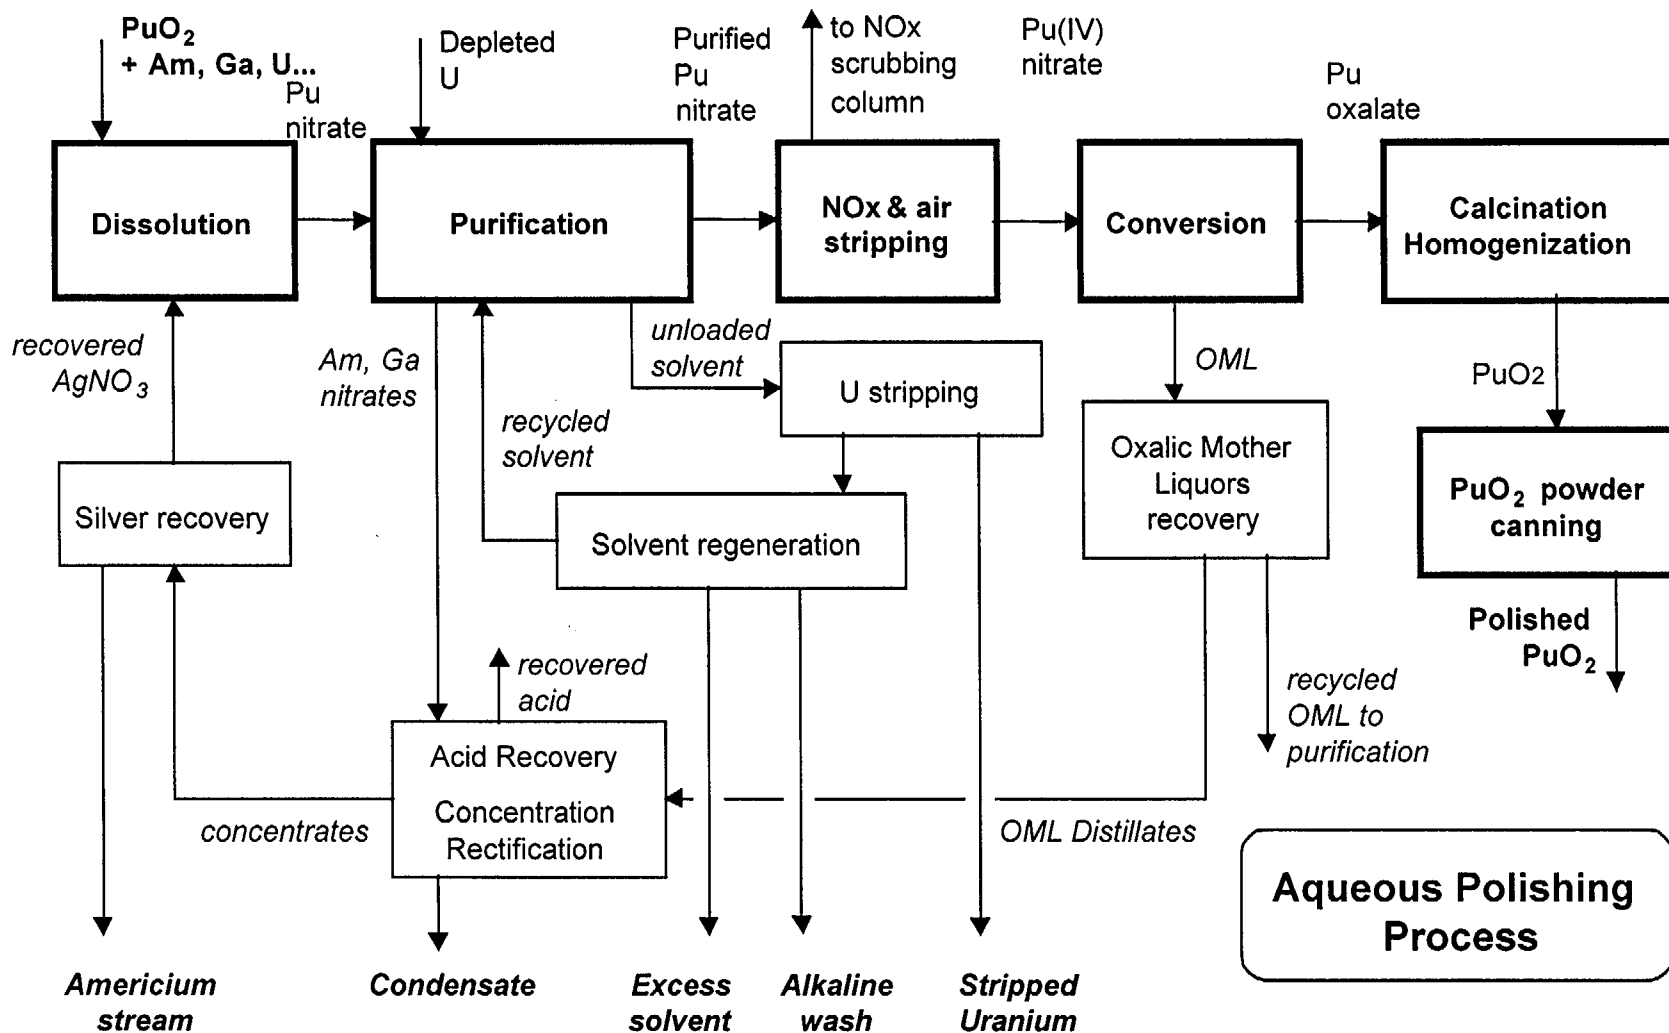 PuO2
+ Am, Ga, U...
Pu
nitrate
Depleted
U
Purified
Pu
nitrate
to NOx
scrubbing
column
Pu(IV)
nitrate
Pu
oxalate
Dissolution
Purification
NOx & air
stripping
Conversion
Calcination
Homogenization
recovered
AgNO3
Am, Ga
nitrates
recycled
solvent
unloaded
solvent
U stripping
OML
PuO2
Silver recovery
Solvent regeneration
Oxalic Mother
Liquors
recovery
PuO2 powder
canning
Polished
PuO2
recovered
acid
recycled
OML to
purification
Acid Recovery
Concentration
Rectification
concentrates
OML Distillates
Aqueous Polishing
Process
Americium
stream
Condensate
Excess
solvent
Alkaline
wash
Stripped
Uranium